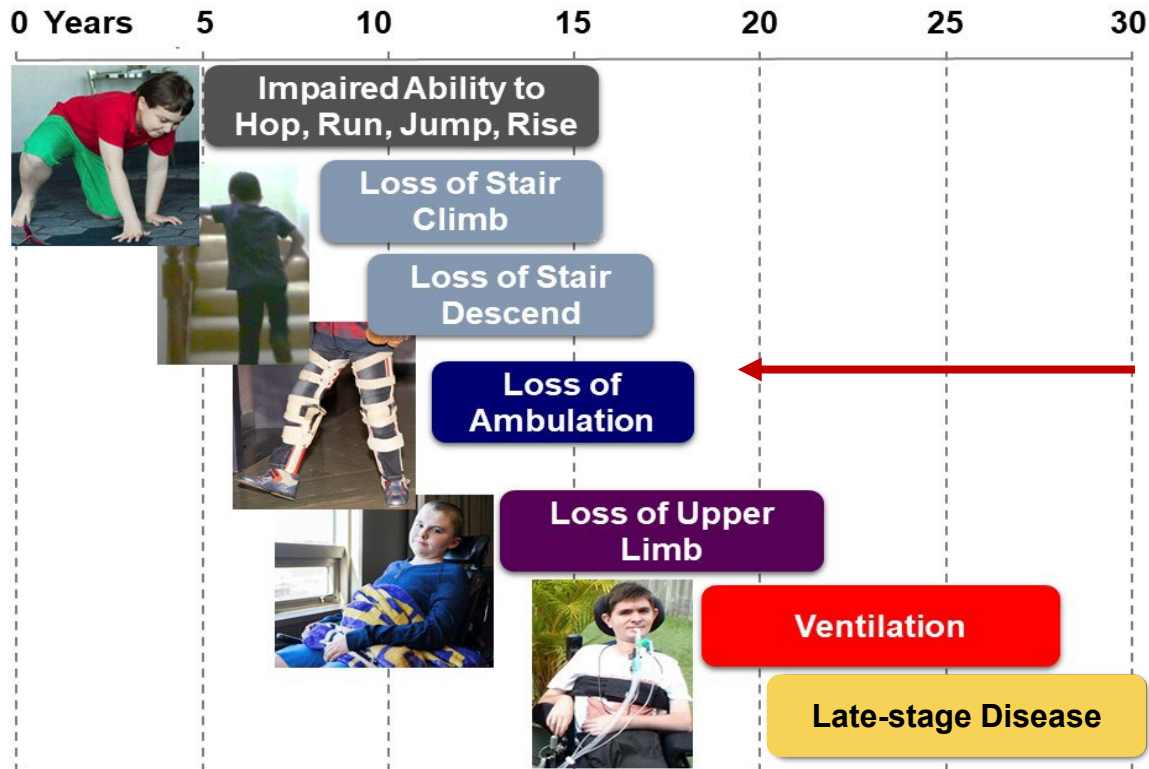 0 Years 5 10 15 20 25 30
Impaired Ability to
Hop, Run, Jump, Rise
Loss of Stair
Climb
Loss of Stair
Descend
Loss of
Ambulation
Loss of Upper
Limb
Ventilation
Late-stage Disease